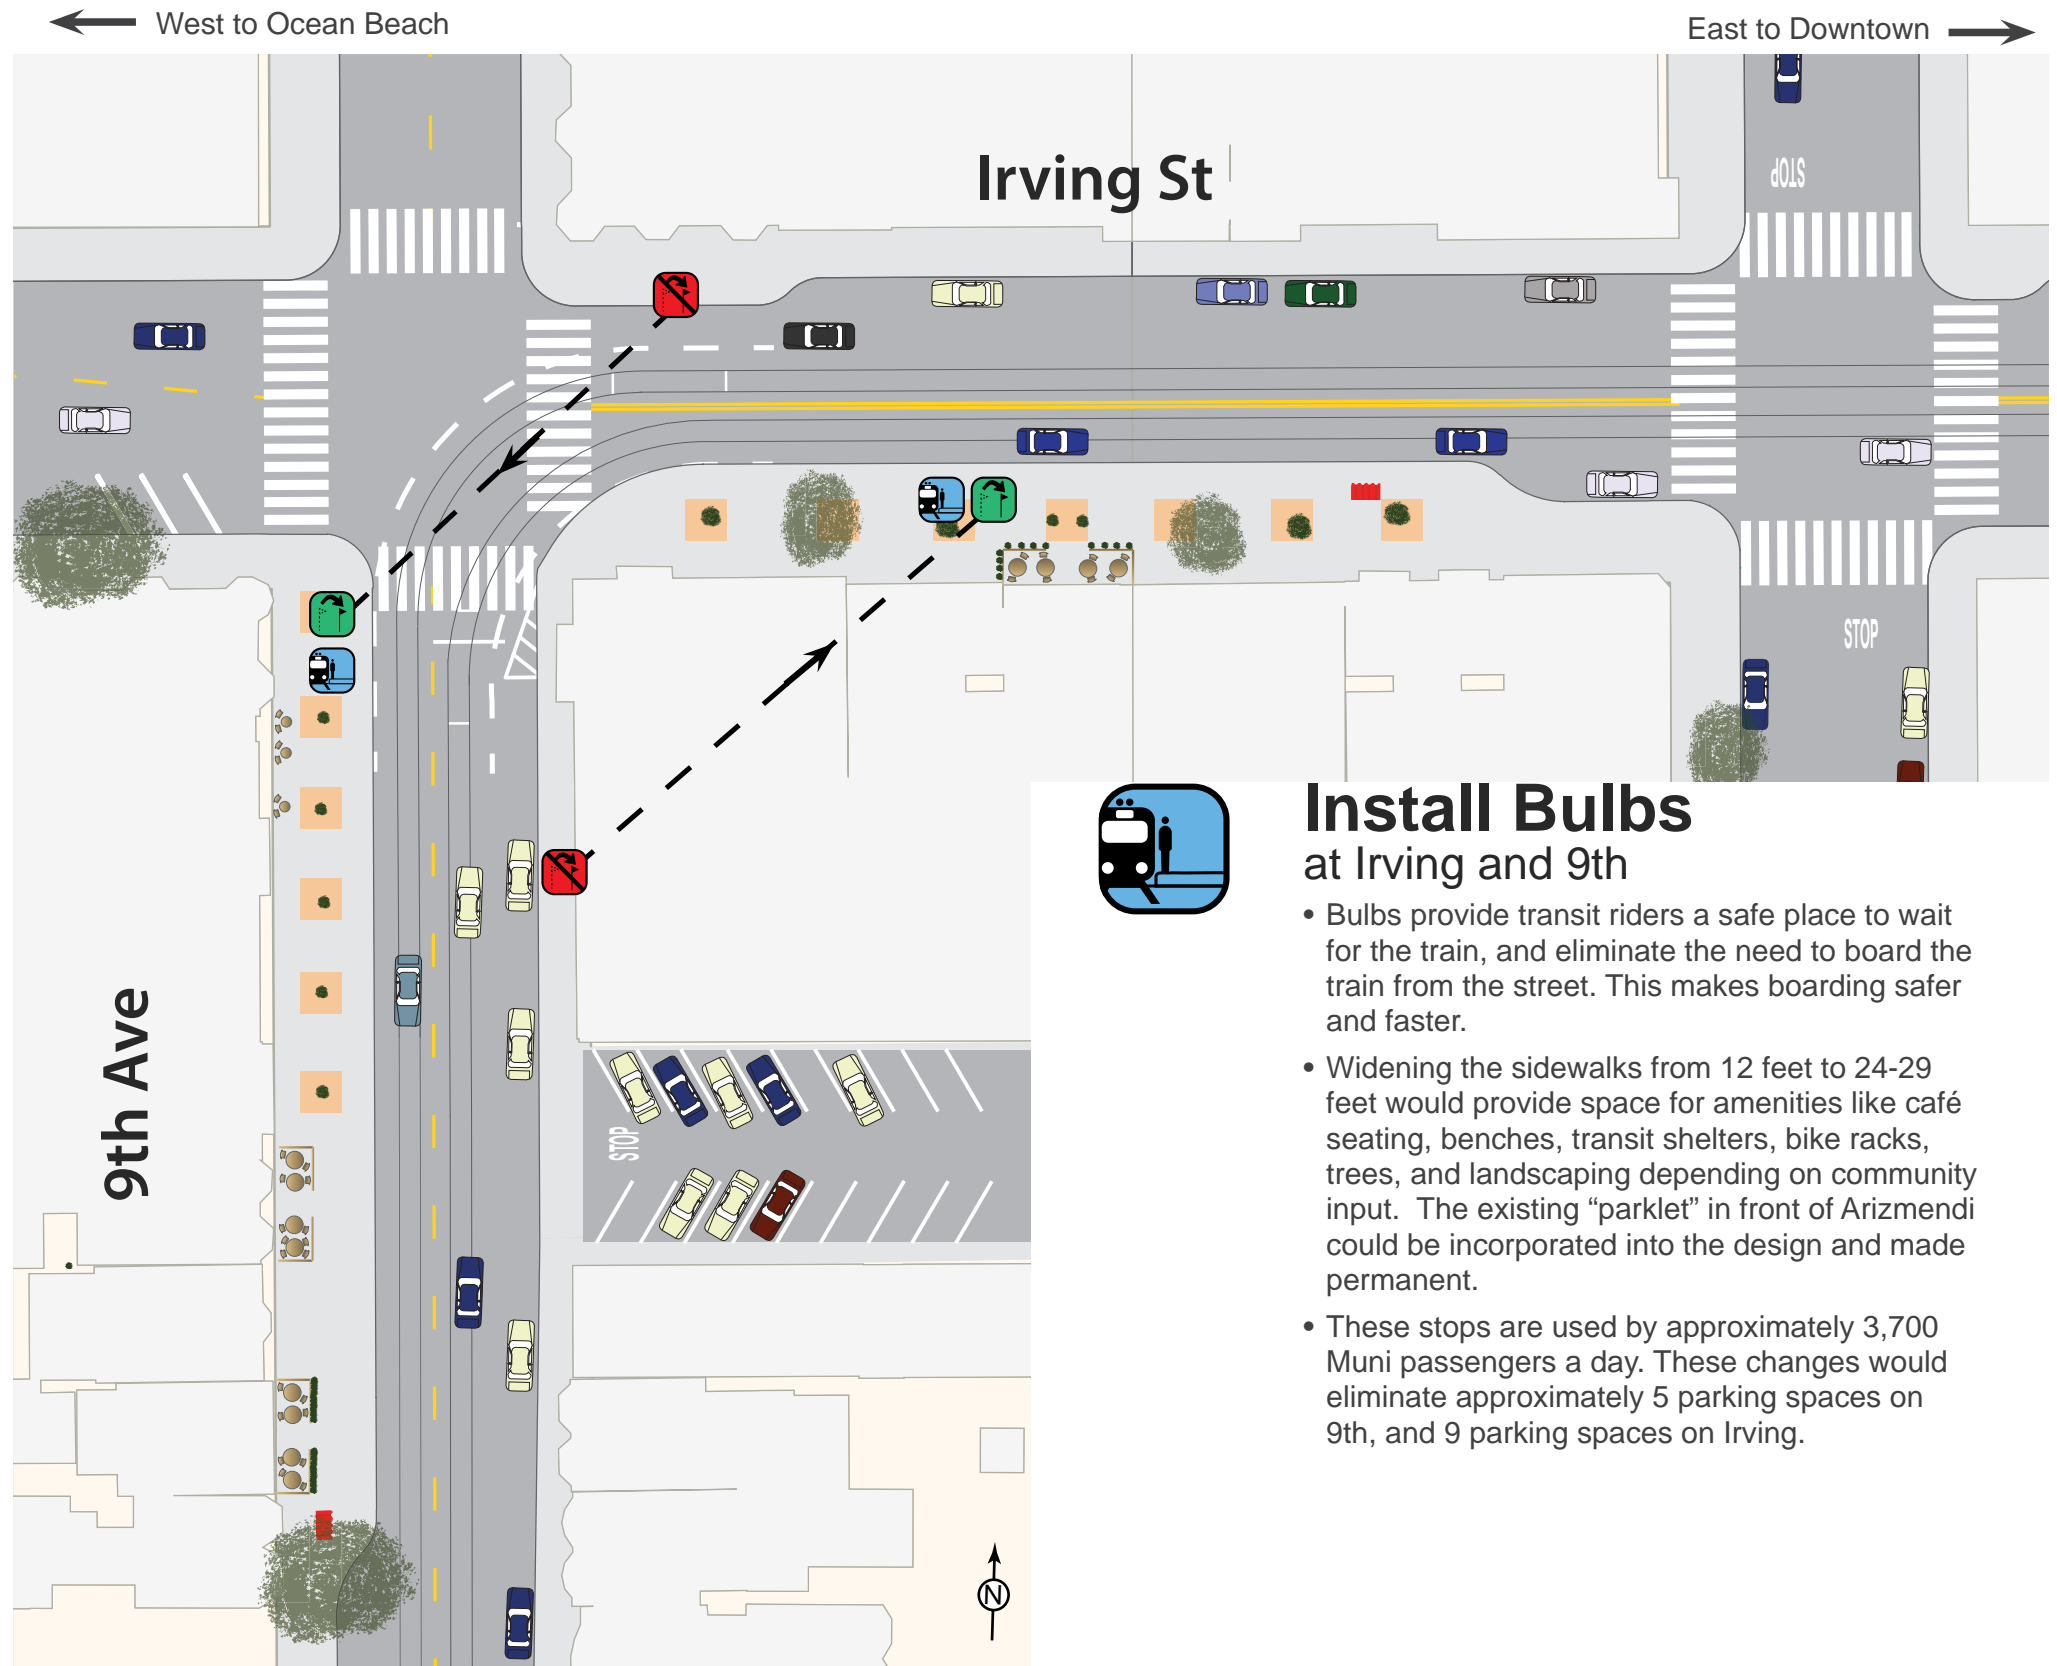 West to Ocean Beach
East to Downtown
Irving St
STOP
STOP
9th Ave
STOP
N
Install Bulbs
at Irving and 9th
• Bulbs provide transit riders a safe place to wait
for the train, and eliminate the need to board the
train from the street. This makes boarding safer
and faster.
• Widening the sidewalks from 12 feet to 24-29
feet would provide space for amenities like café
seating, benches, transit shelters, bike racks,
trees, and landscaping depending on community
input.  The existing “parklet” in front of Arizmendi
could be incorporated into the design and made
permanent.
• These stops are used by approximately 3,700
Muni passengers a day. These changes would
eliminate approximately 5 parking spaces on
9th, and 9 parking spaces on Irving.